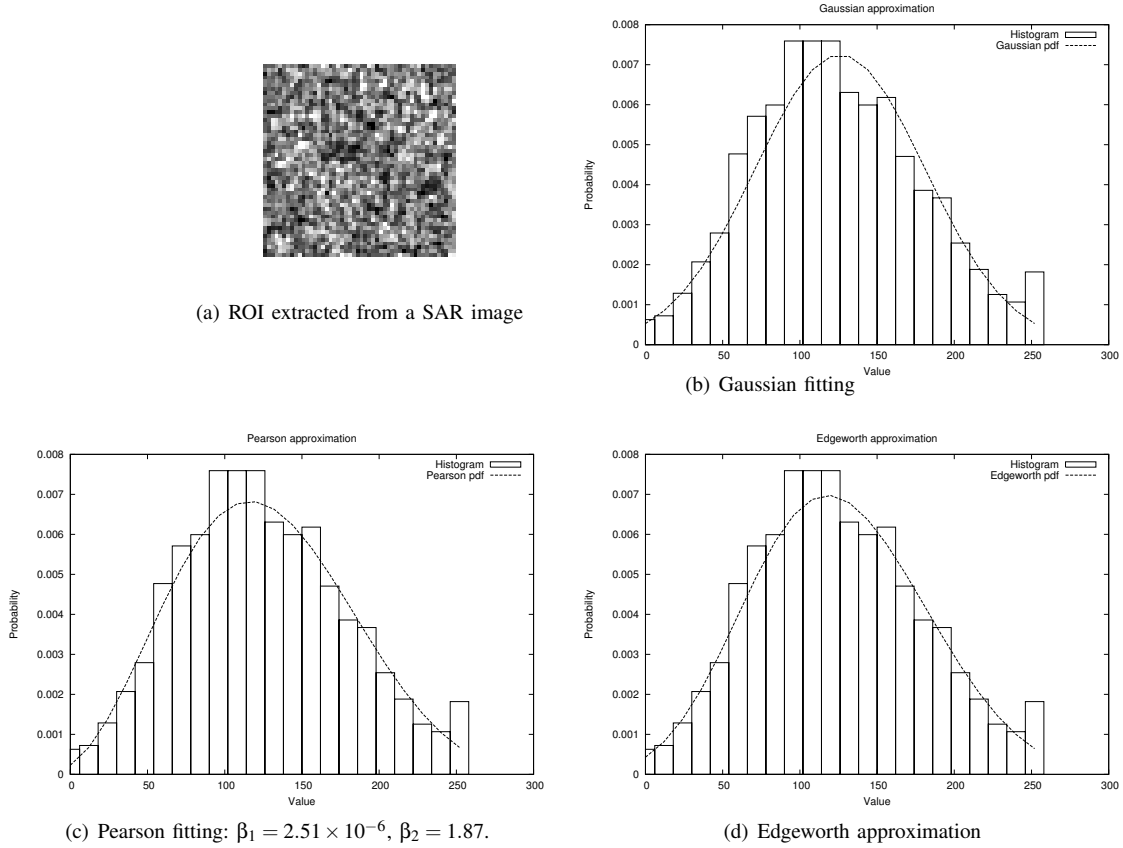 (a) ROI extracted from a SAR image
Gaussian approximation
Histogram
Gaussian pdf
Probability
0.008
0.007
0.006
0.005
0.004
0.003
0.002
0.001
0
0 50 100 150 200 250 300
Value
(b) Gaussian fitting
Pearson approximation
Histogram
Pearson pdf
Probability
0.008
0.007
0.006
0.005
0.004
0.003
0.002
0.001
0
0 50 100 150 200 250 300
Value
(c) Pearson fitting: β₁ = 2.51 × 10⁻⁶, β₂ = 1.87.
Edgeworth approximation
Histogram
Edgeworth pdf
Probability
0.008
0.007
0.006
0.005
0.004
0.003
0.002
0.001
0
0 50 100 150 200 250 300
Value
(d) Edgeworth approximation